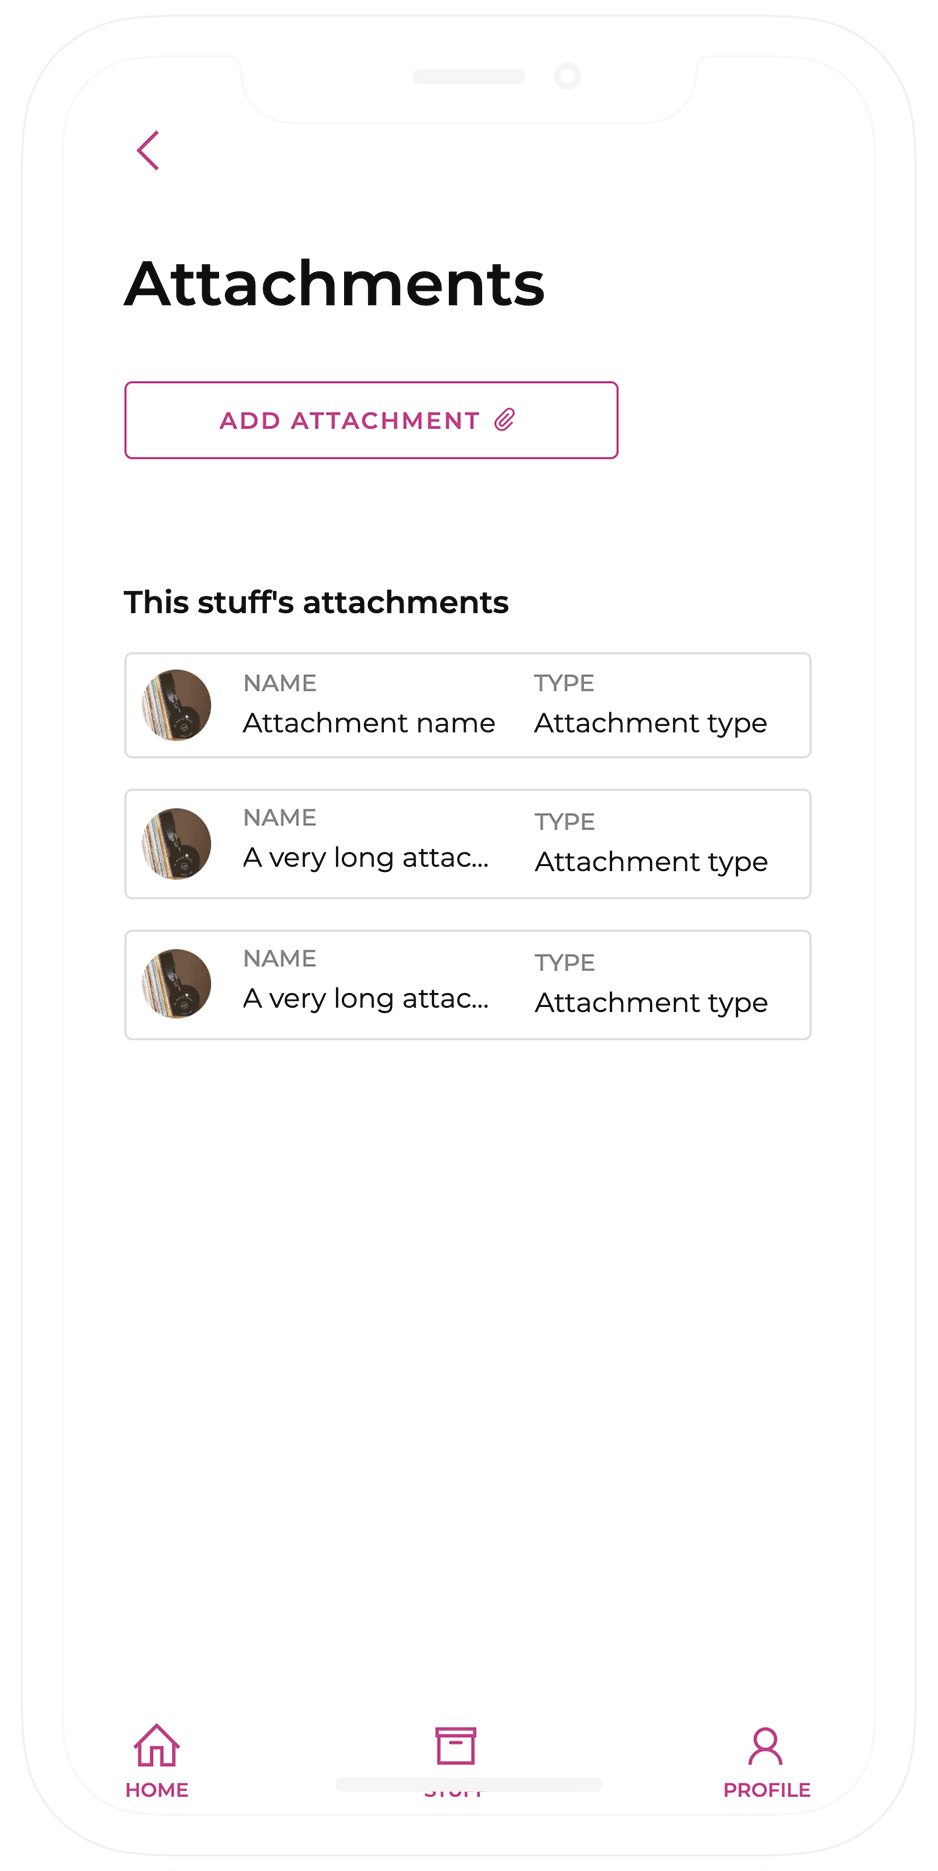 Attachments
ADD ATTACHMENT
This stuff's attachments
NAME TYPE
Attachment name Attachment type
NAME TYPE
A very long attac... Attachment type
NAME TYPE
A very long attac... Attachment type
HOME STUFF PROFILE